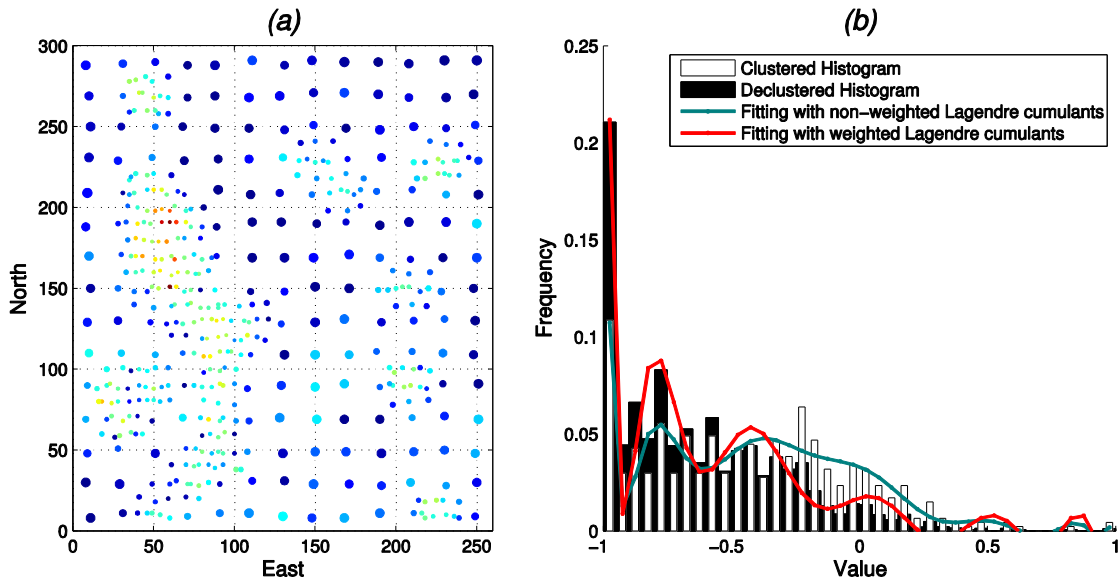 (a)
300
250
200
150
100
50
0
North
0 50 100 150 200 250
East
(b)
0.25
0.2
0.15
0.1
0.05
0
Frequency
Clustered Histogram
Declustered Histogram
Fitting with non-weighted Lagendre cumulants
Fitting with weighted Lagendre cumulants
-1 -0.5 0 0.5 1
Value